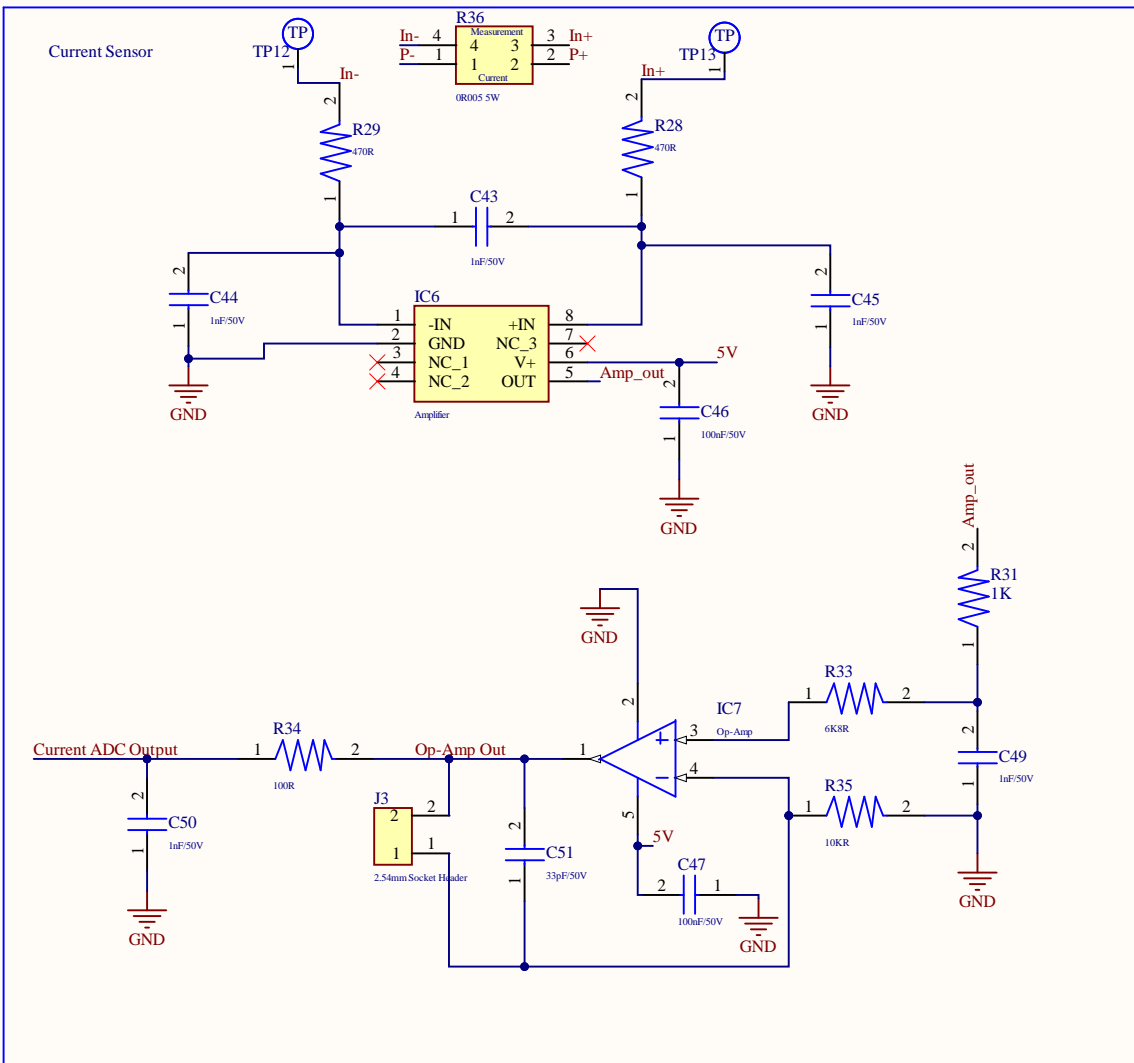 Current Sensor
TP
TP12
1
In-
R36
Measurement
In-
4
4
3
3
In+
P-
1
1
2
2
P+
Current
0R005 5W
TP
TP13
1
In+
2
R29
470R
1
2
R28
470R
1
C43
1
2
1nF/50V
2
C44
1nF/50V
1
GND
IC6
1
-IN
+IN
8
2
GND
NC_3
7
3
NC_1
V+
6
5V
4
NC_2
OUT
5
Amp_out
Amplifier
2
C45
1nF/50V
1
GND
2
C46
100nF/50V
1
GND
Amp_out
2
R31
1K
1
GND
2
IC7
Op-Amp
3
4
1
5
5V
R33
1
2
6K8R
2
C49
1nF/50V
1
R35
1
2
10KR
GND
Current ADC Output
R34
1
2
100R
Op-Amp Out
2
C50
1nF/50V
1
GND
J3
2
2
1
1
2.54mm Socket Header
2
C51
33pF/50V
1
C47
2
1
100nF/50V
GND